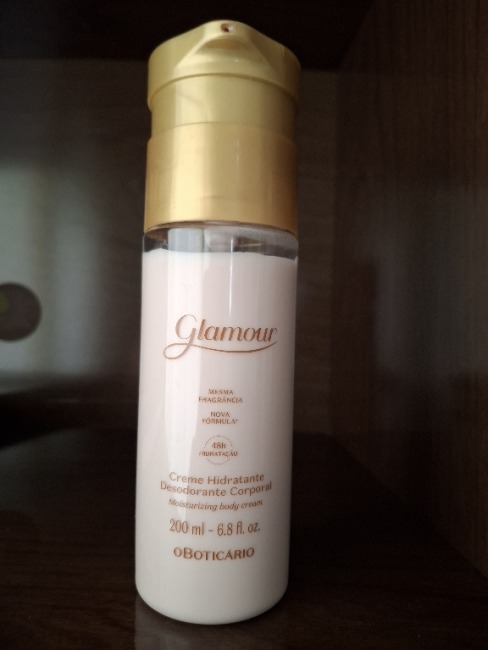 Glamour
MESMA
FRAGRÂNCIA
NOVA
FÓRMULA*
48h
HIDRATAÇÃO
Creme Hidratante
Desodorante Corporal
Moisturizing body cream
200 ml - 6.8 fl. oz.
OBOTICÁRIO